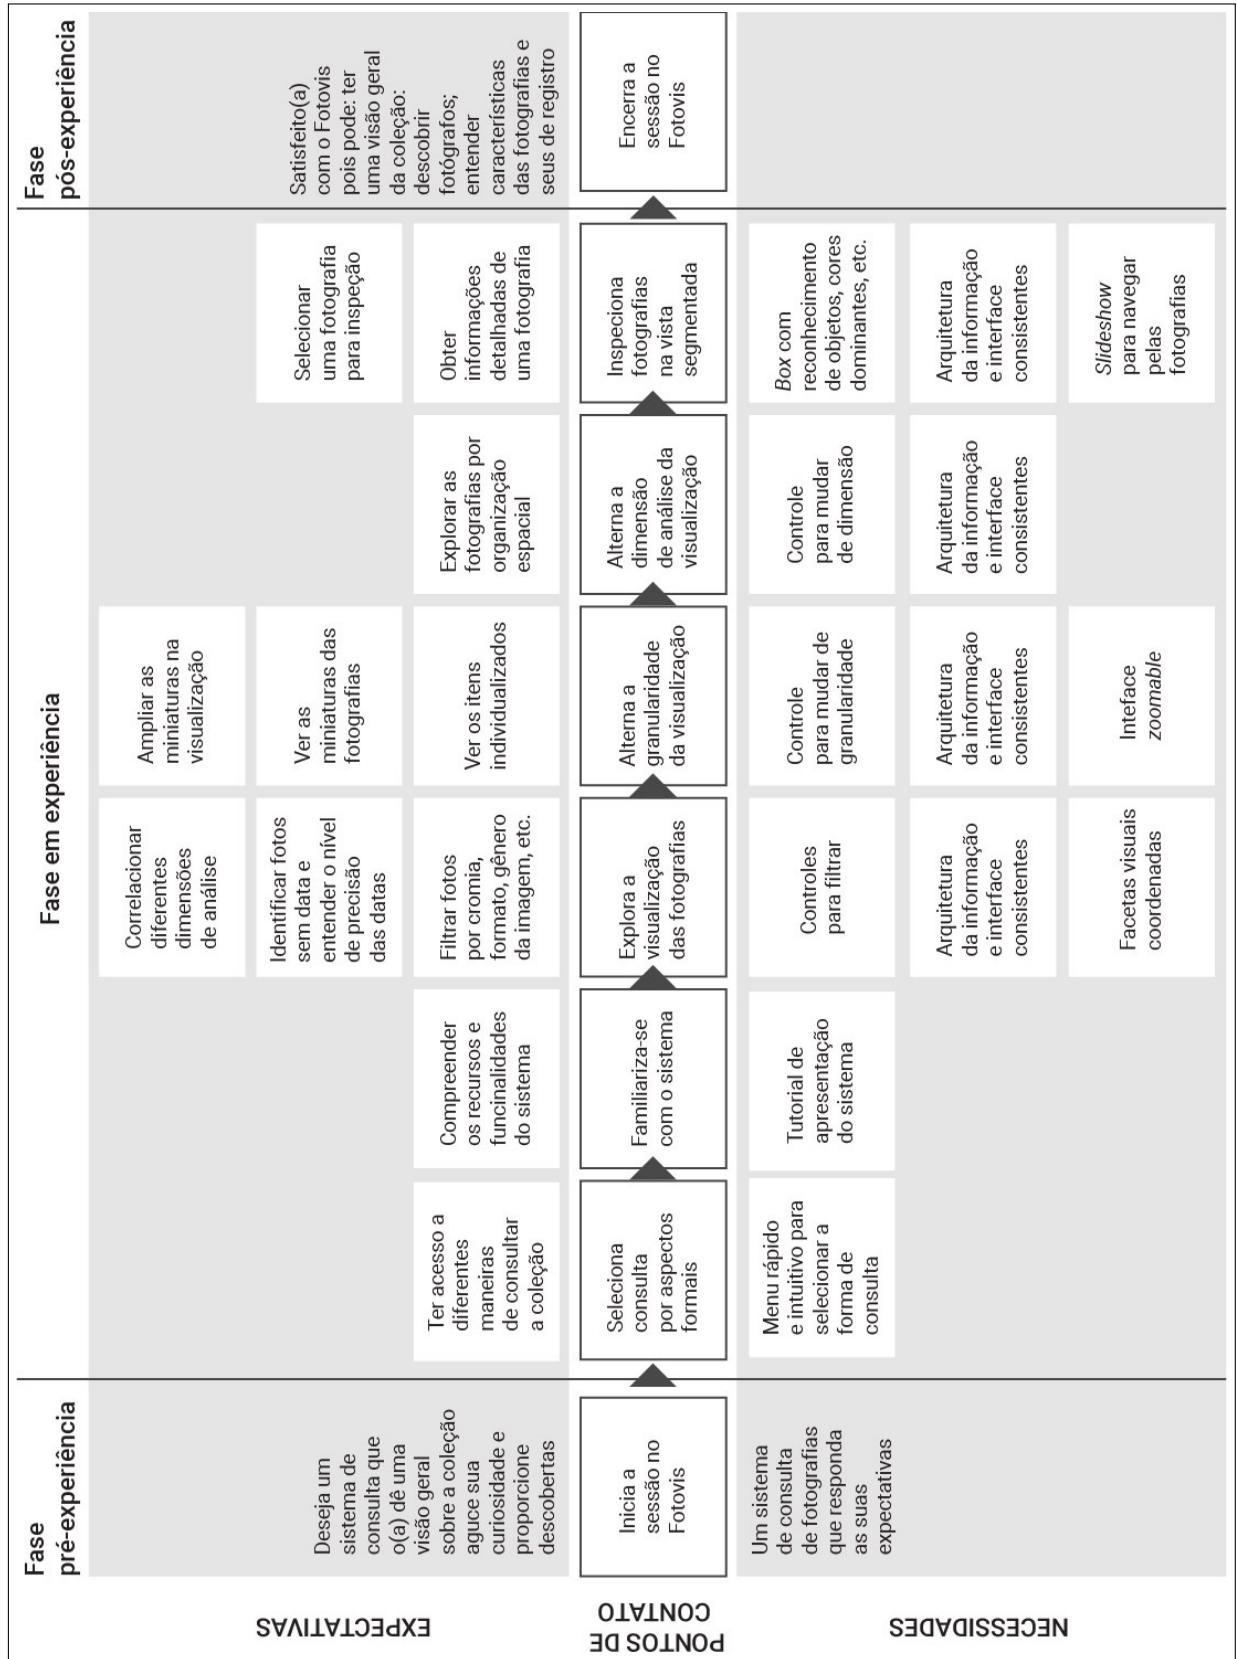 Fase
pré-experiência
Fase em experiência
Fase
pós-experiência
EXPECTATIVAS
Deseja um
sistema de
consulta que
o(a) dê uma
visão geral
sobre a coleção
aguce sua
curiosidade e
proporcione
descobertas
Ter acesso a
diferentes
maneiras
de consultar
a coleção
Compreender
os recursos e
funcinalidades
do sistema
Correlacionar
diferentes
dimensões
de análise
Identificar fotos
sem data e
entender o nível
de precisão
das datas
Filtrar fotos
por cromia,
formato, gênero
da imagem, etc.
Ampliar as
miniaturas na
visualização
Ver as
miniaturas das
fotografias
Ver os itens
individualizados
Explorar as
fotografias por
organização
espacial
Selecionar
uma fotografia
para inspeção
Obter
informações
detalhadas de
uma fotografia
Satisfeito(a)
com o Fotovis
pois pode: ter
uma visão geral
da coleção:
descobrir
fotógrafos;
entender
características
das fotografias e
seus de registro
PONTOS DE
CONTATO
Inicia a
sessão no
Fotovis
Seleciona
consulta
por aspectos
formais
Familiariza-se
com o sistema
Explora a
visualização
das fotografias
Alterna a
granularidade
da visualização
Alterna a
dimensão
de análise da
visualização
Inspeciona
fotografias
na vista
segmentada
Encerra a
sessão no
Fotovis
NECESSIDADES
Um sistema
de consulta
de fotografias
que responda
as suas
expectativas
Menu rápido
e intuitivo para
selecionar a
forma de
consulta
Tutorial de
apresentação
do sistema
Controles
para filtrar
Arquitetura
da informação
e interface
consistentes
Facetas visuais
coordenadas
Controle
para mudar de
granularidade
Arquitetura
da informação
e interface
consistentes
Inteface
zoomable
Controle
para mudar
de dimensão
Arquitetura
da informação
e interface
consistentes
Box com
reconhecimento
de objetos, cores
dominantes, etc.
Arquitetura
da informação
e interface
consistentes
Slideshow
para navegar
pelas
fotografias